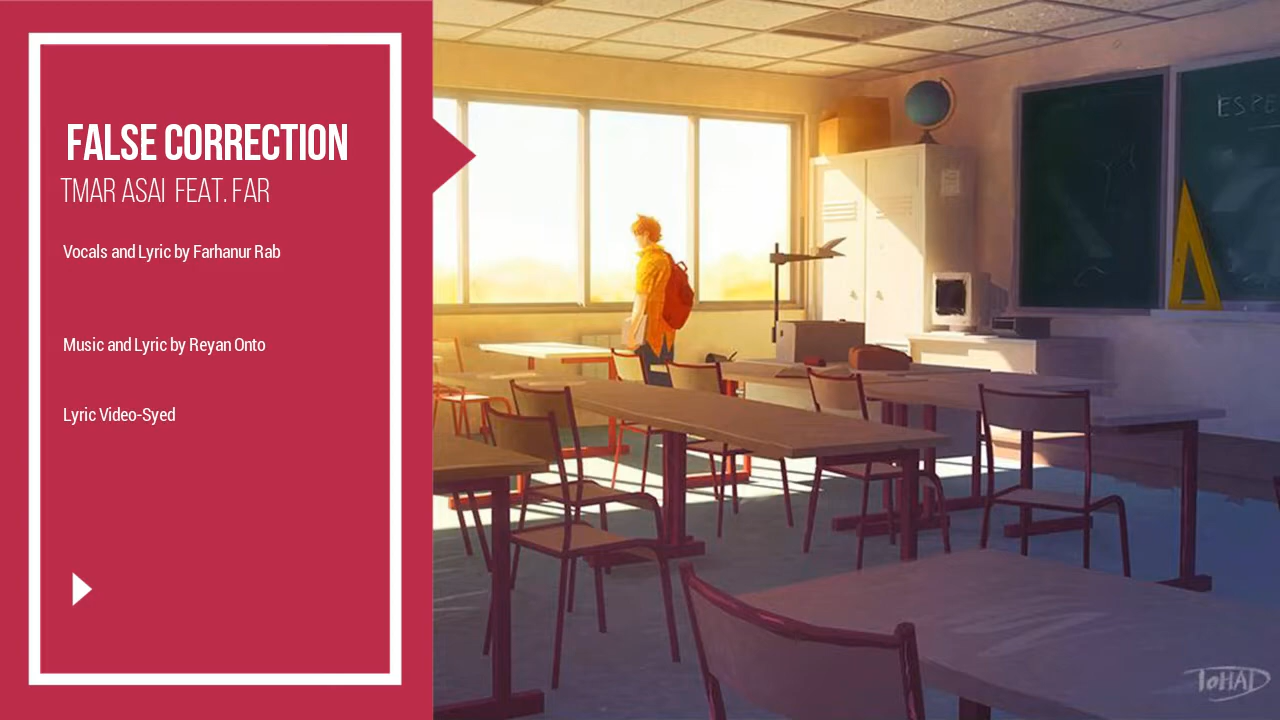 FALSE CORRECTION
TMAR ASAI FEAT. FAR
Vocals and Lyric by Farhanur Rab
Music and Lyric by Reyan Onto
Lyric Video-Syed
ESPE
ToHAD